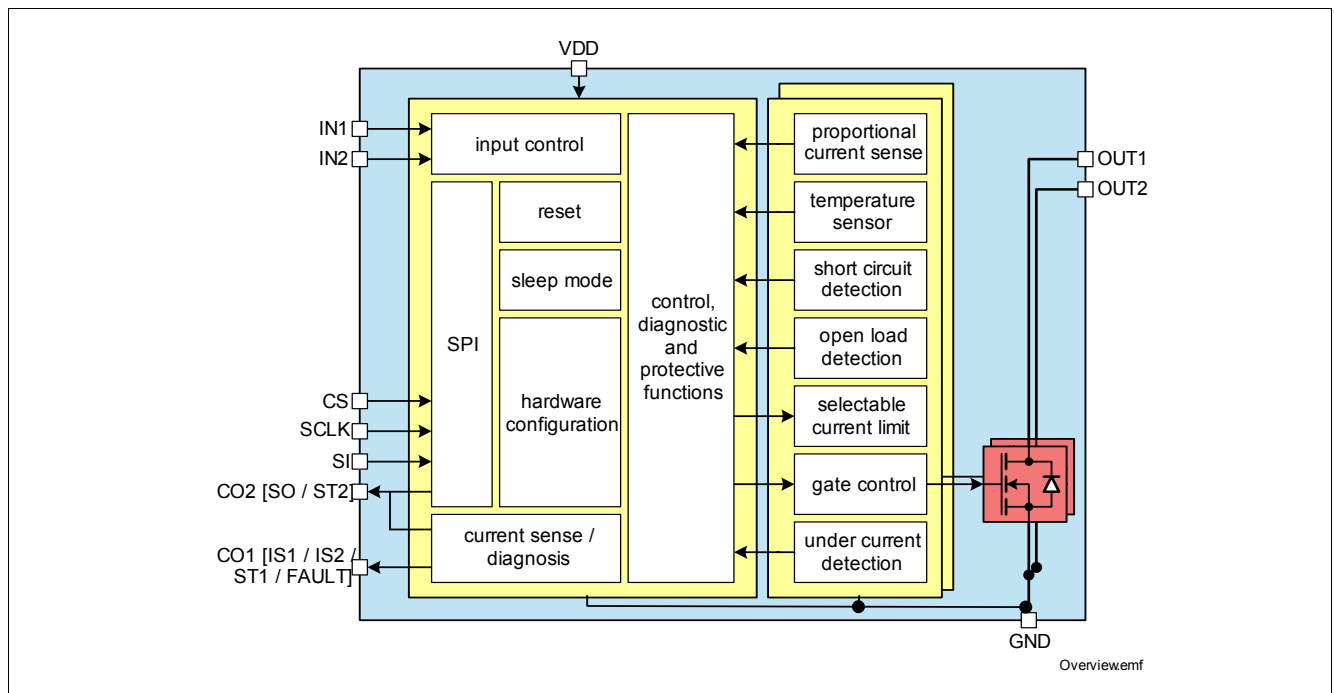 VDD
IN1
IN2
input control
proportional
current sense
OUT1
OUT2
reset
temperature
sensor
sleep mode
short circuit
detection
SPI
control,
diagnostic
and
protective
functions
open load
detection
hardware
configuration
selectable
current limit
CS
SCLK
SI
CO2 [SO / ST2]
gate control
current sense /
diagnosis
under current
detection
CO1 [IS1 / IS2 /
ST1 / FAULT]
GND
Overview.emf